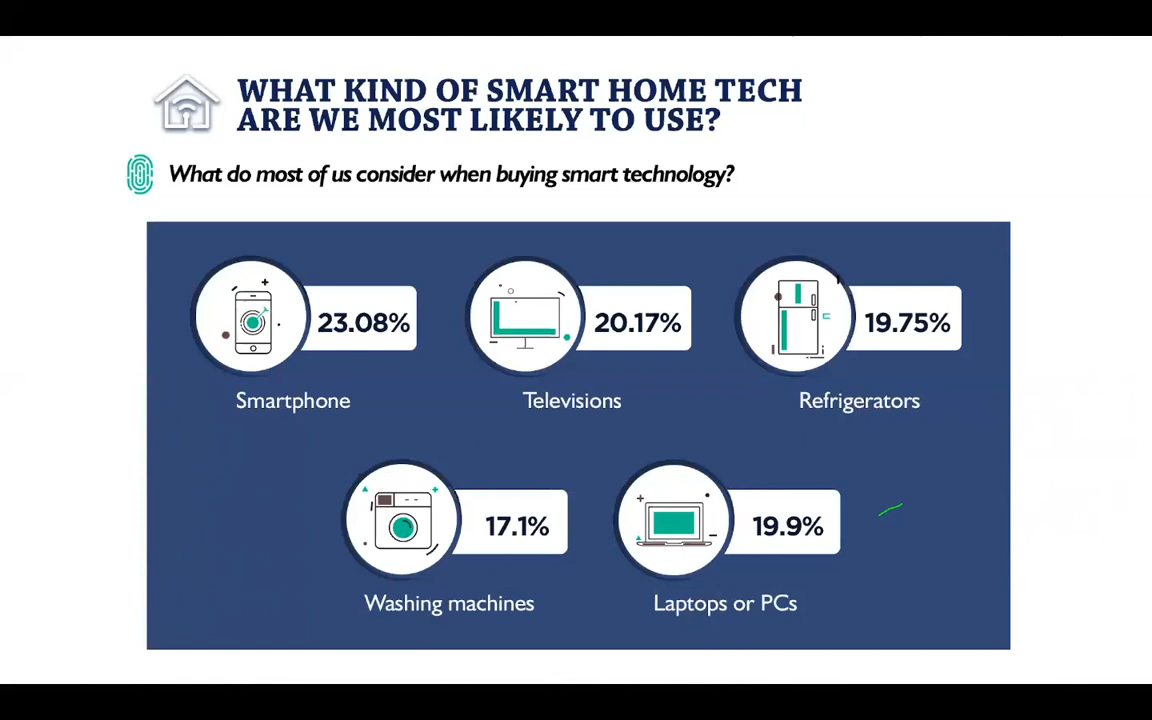 WHAT KIND OF SMART HOME TECH
ARE WE MOST LIKELY TO USE?
What do most of us consider when buying smart technology?
23.08%
20.17%
19.75%
Smartphone
Televisions
Refrigerators
17.1%
19.9%
Washing machines
Laptops or PCs